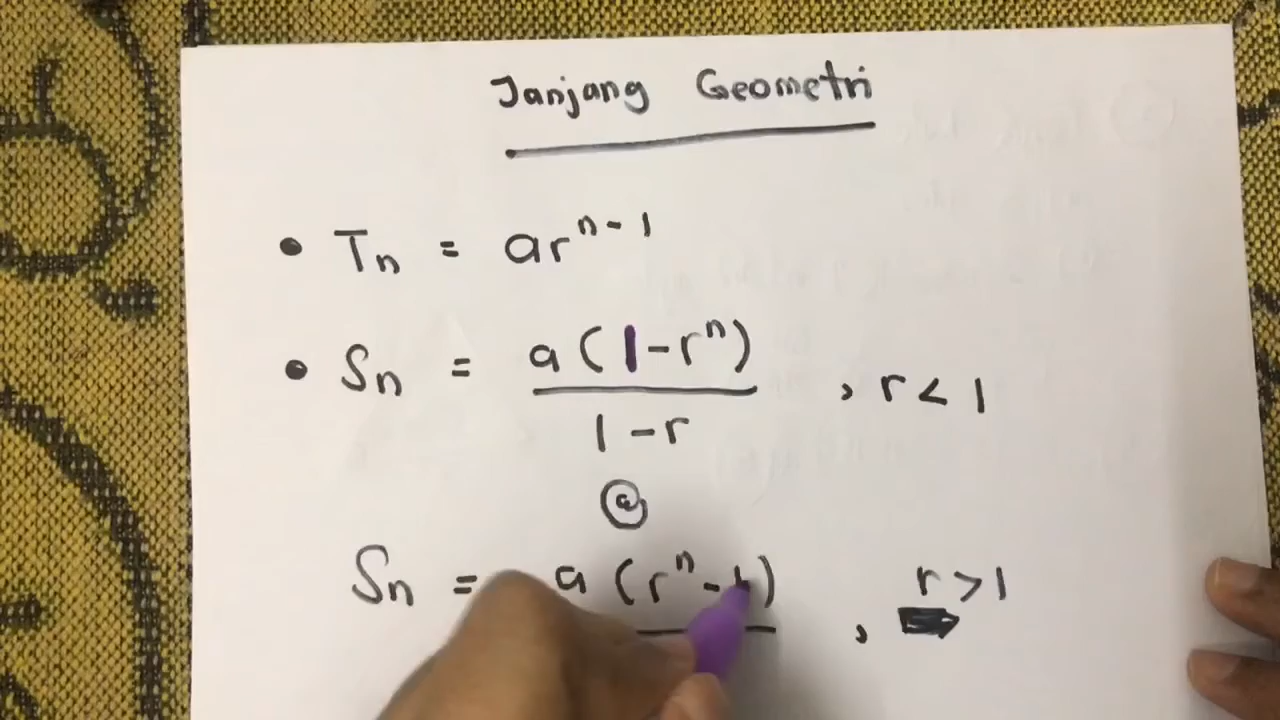 Janjang Geometri
• Tn = ar^(n-1)
• Sn = a(1-r^n) / 1-r , r < 1
@
Sn = a(r^n-1) , r > 1